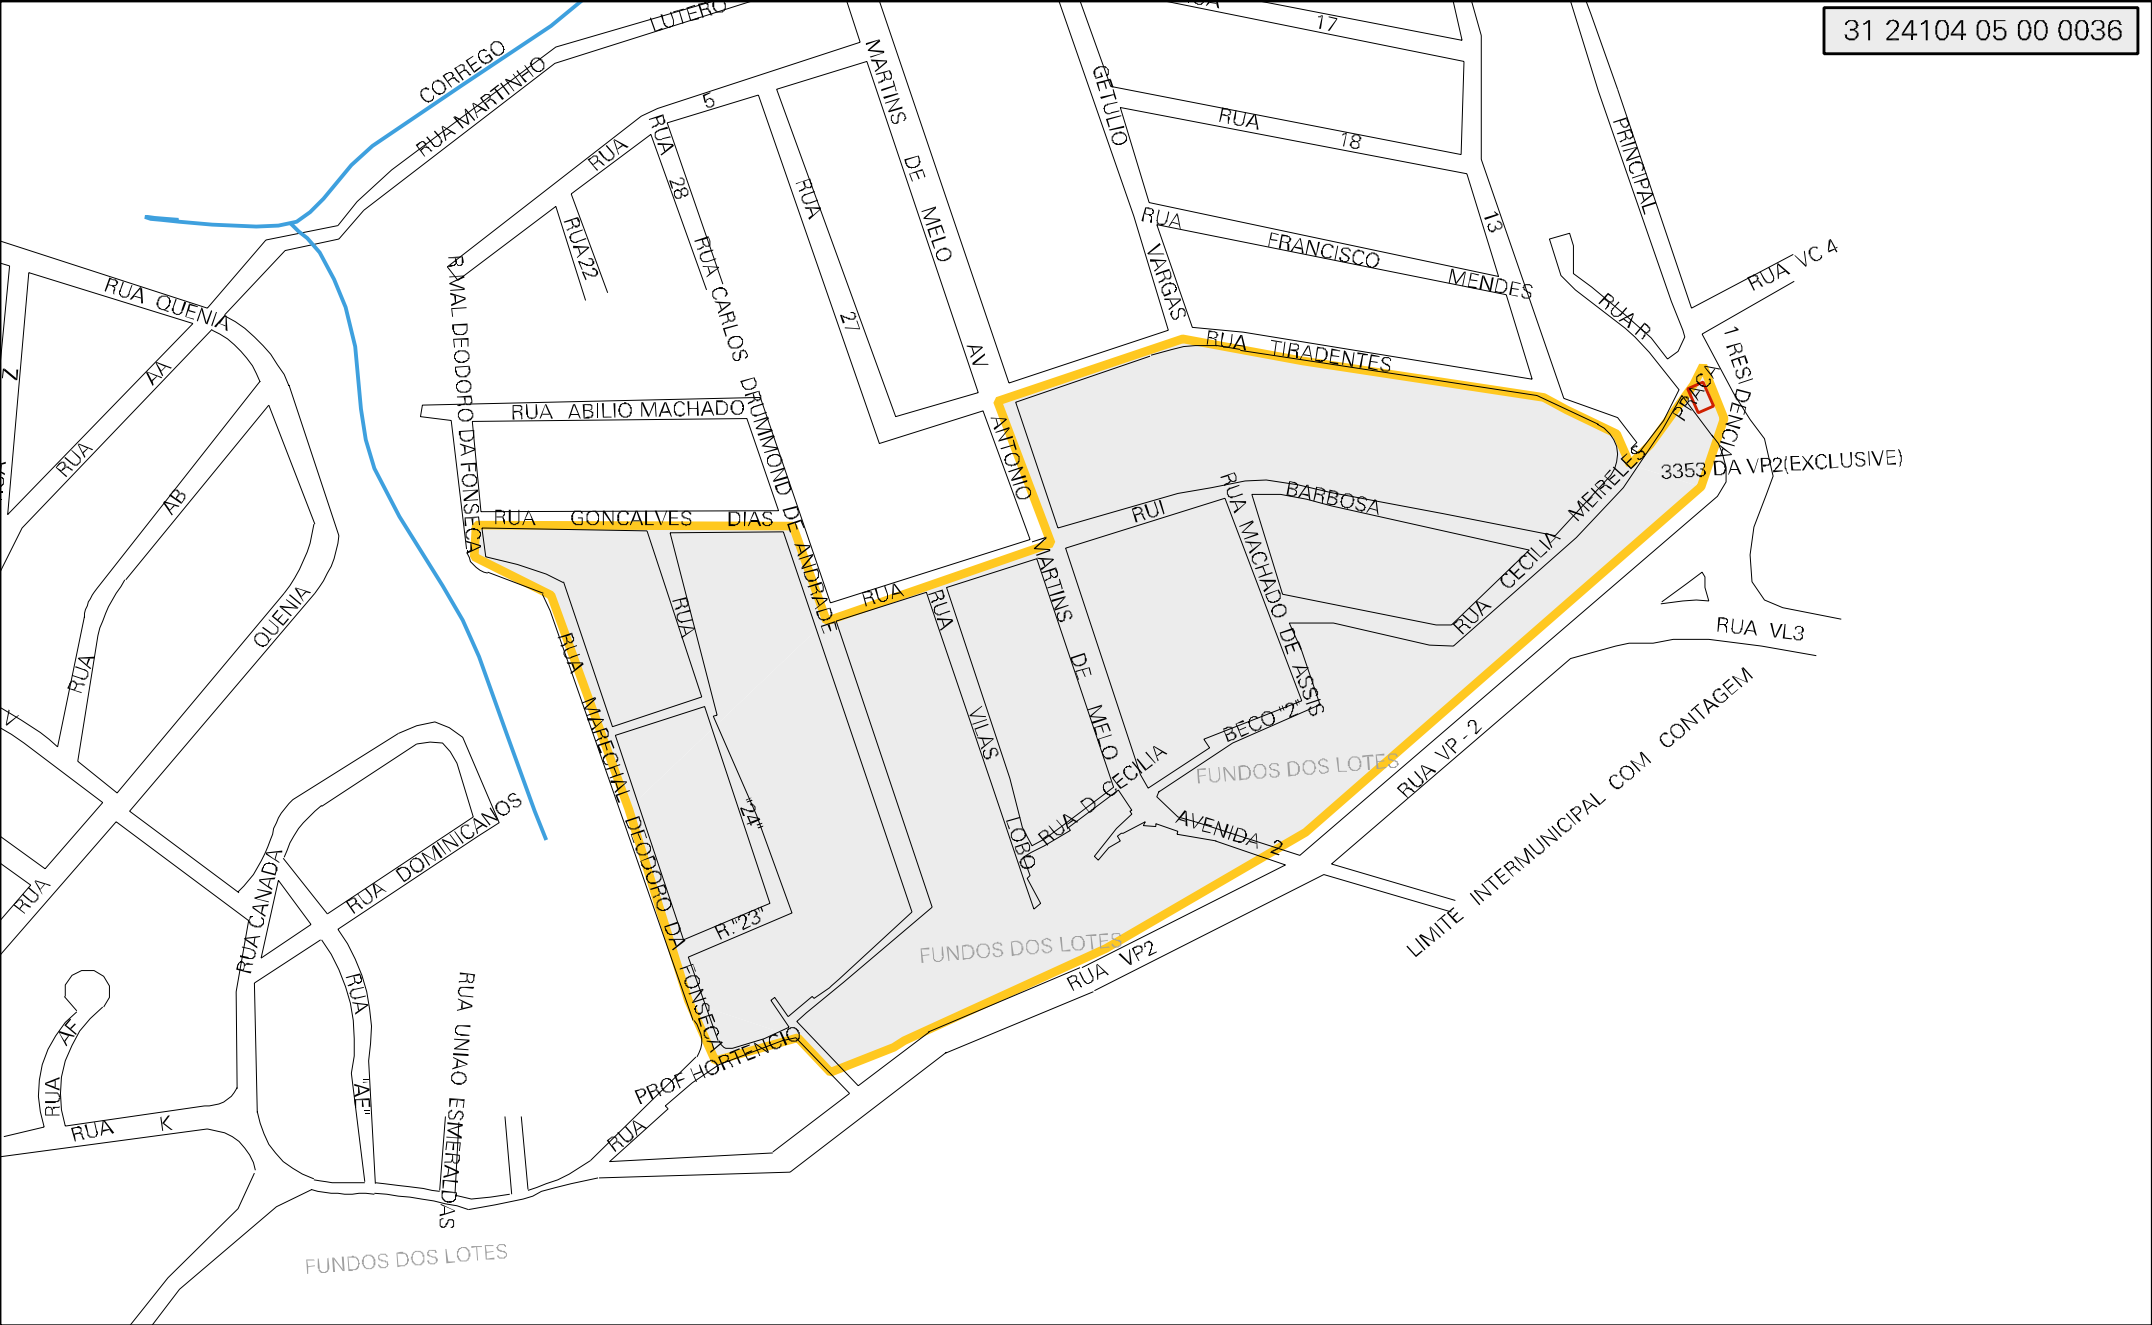 31 24104 05 00 0036
LUTERO
17
CORREGO
RUA MARTINHO
MARTINS DE MELO
GETULIO
RUA 5
RUA 18
PRINCIPAL
RUA 28
RUA
RUA
FRANCISCO
MENDES
13
RUA22
RUA CARLOS DRUMMOND DE ANDRADE
27
VARGAS
RUA VC 4
RUA QUENIA
R MAL DEODORO DA FONSECA
AV
ANTONIO
RUA R
1 RESIDENCIA
RUA TIRADENTES
Z
RUA AA
PRACA
RUA ABILIO MACHADO
3353 DA VP2(EXCLUSIVE)
RUA AB
RUA GONCALVES DIAS
RUI BARBOSA
RUA CECILIA MEIRELES
RUA MACHADO DE ASSIS
MARTINS DE MELO
RUA
RUA VILAS LOBO
RUA "24"
QUENIA
RUA VL3
RUA MARECHAL DEODORO DA FONSECA
V
BECO "2"
FUNDOS DOS LOTES
RUA VP - 2
LIMITE INTERMUNICIPAL COM CONTAGEM
RUA D CECILIA
AVENIDA 2
RUA DOMINICANOS
RUA CANADA
RUA
R. "23"
FUNDOS DOS LOTES
RUA VP2
RUA "AE"
RUA UNIAO ESMERALDAS
RUA AF
PROF HORTENCIO
RUA
RUA K
FUNDOS DOS LOTES